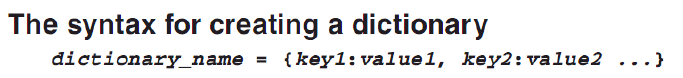 The syntax for creating a dictionary
dictionary_name = {key1:value1, key2:value2 ...}